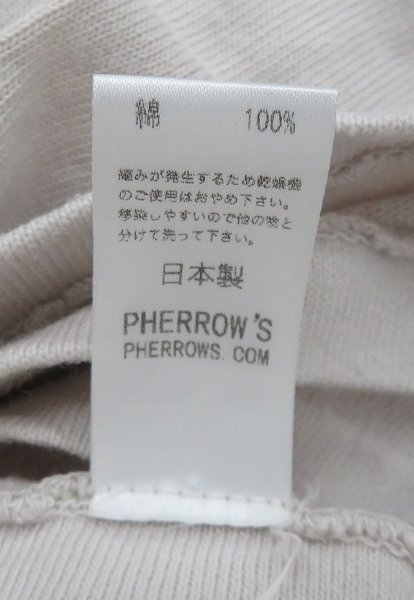 綿 100%
縮みが発生するため乾燥機
のご使用はおやめ下さい。
移染しやすいので他の物と
分けて洗って下さい。
日本製
PHERROW'S
PHERROWS.COM